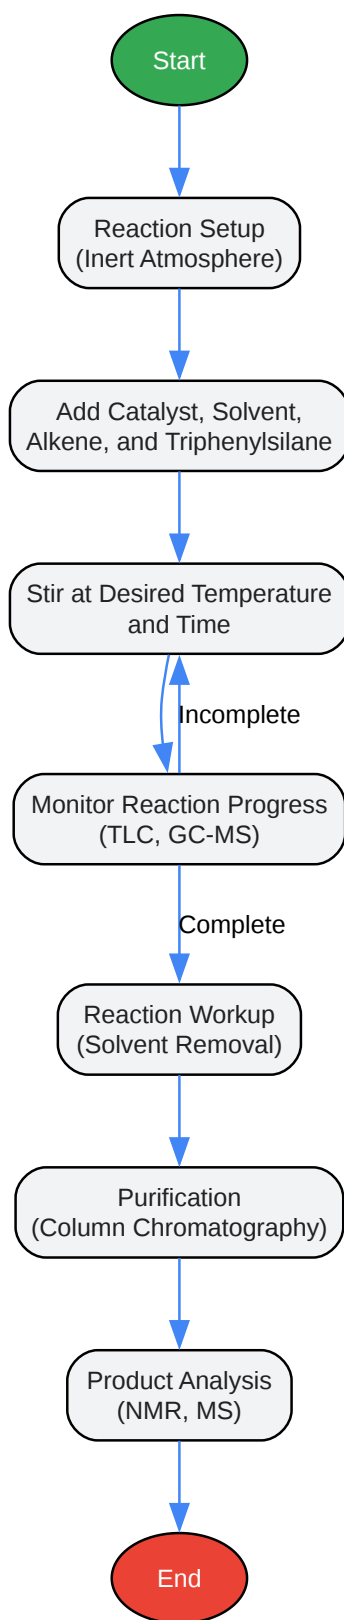 Start
Reaction Setup
(Inert Atmosphere)
Add Catalyst, Solvent,
Alkene, and Triphenylsilane
Stir at Desired Temperature
and Time
Incomplete
Monitor Reaction Progress
(TLC, GC-MS)
Complete
Reaction Workup
(Solvent Removal)
Purification
(Column Chromatography)
Product Analysis
(NMR, MS)
End